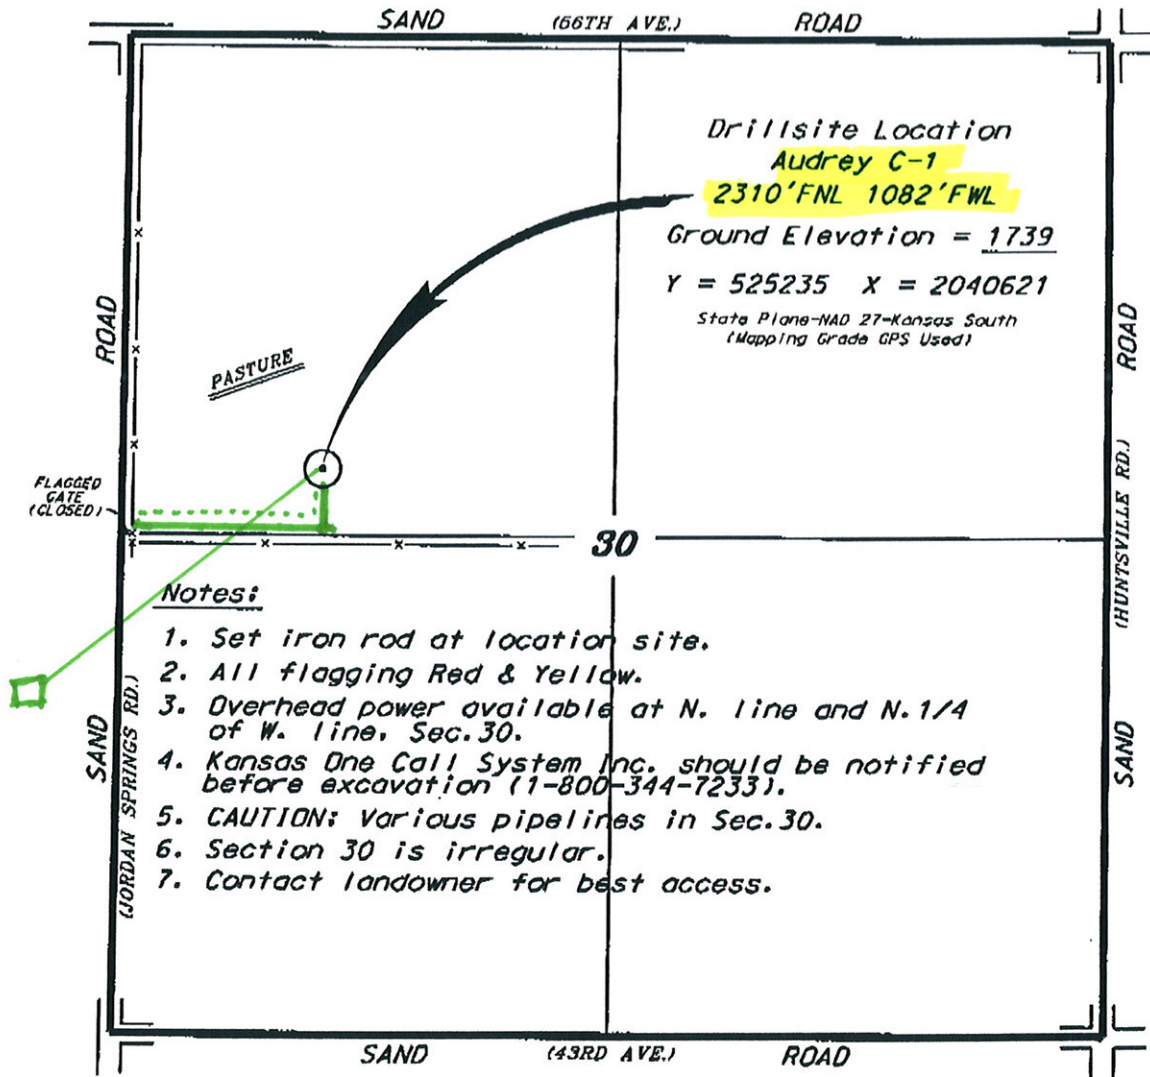 SAND (56TH AVE.) ROAD
Drillsite Location
Audrey C-1
2310'FNL 1082'FWL
Ground Elevation = 1739
Y = 525235 X = 2040621
State Plane-NAD 27-Kansas South
(Mapping Grade GPS Used)
ROAD
ROAD
PASTURE
FLAGGED
GATE
(CLOSED)
30
(HUNTSVILLE RD.)
Notes:
1. Set iron rod at location site.
2. All flagging Red & Yellow.
3. Overhead power available at N. line and N.1/4
of W. line, Sec.30.
4. Kansas One Call System Inc. should be notified
before excavation (1-800-344-7233).
5. CAUTION: Various pipelines in Sec.30.
6. Section 30 is irregular.
7. Contact landowner for best access.
SAND
(JORDAN SPRINGS RD.)
SAND
SAND (43RD AVE.) ROAD